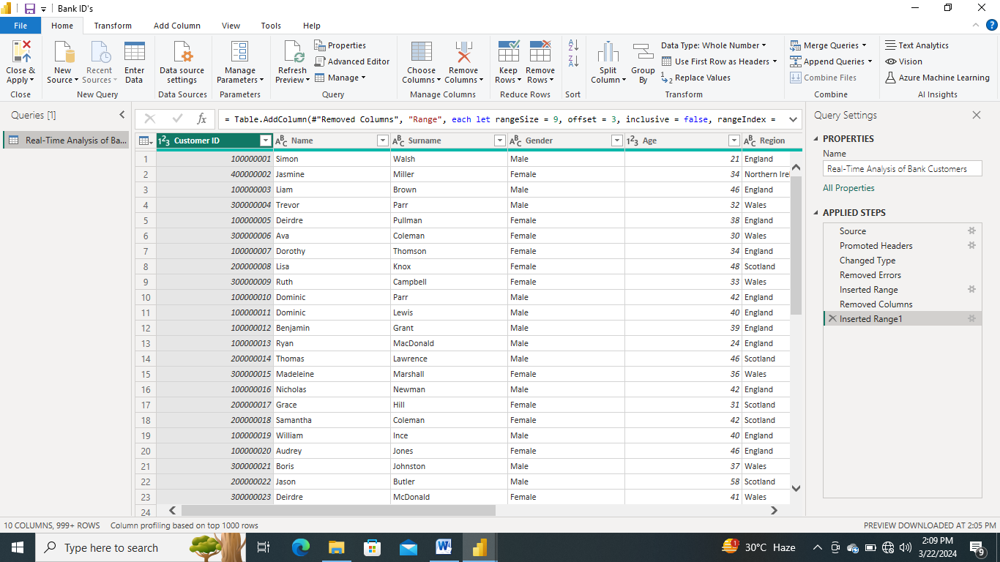 Bank ID's
File Home Transform Add Column View Tools Help
Close & Apply
Close
New Source
Recent Sources
Enter Data
New Query
Data source settings
Data Sources
Manage Parameters
Parameters
Refresh Preview
Properties
Advanced Editor
Manage
Query
Choose Columns
Remove Columns
Manage Columns
Keep Rows
Remove Rows
Reduce Rows
Sort
Split Column
Group By
Data Type: Whole Number
Use First Row as Headers
Replace Values
Transform
Merge Queries
Append Queries
Combine Files
Combine
Text Analytics
Vision
Azure Machine Learning
AI Insights
Queries [1]
Real-Time Analysis of Ba...
= Table.AddColumn(#"Removed Columns", "Range", each let rangeSize = 9, offset = 3, inclusive = false, rangeIndex =
Customer ID Name Surname Gender Age Region
1 100000001 Simon Walsh Male 21 England
2 400000002 Jasmine Miller Female 34 Northern Irel
3 100000003 Liam Brown Male 46 England
4 300000004 Trevor Parr Male 32 Wales
5 100000005 Deirdre Pullman Female 38 England
6 300000006 Ava Coleman Female 30 Wales
7 100000007 Dorothy Thomson Female 34 England
8 200000008 Lisa Knox Female 48 Scotland
9 300000009 Ruth Campbell Female 33 Wales
10 100000010 Dominic Parr Male 42 England
11 100000011 Dominic Lewis Male 40 England
12 100000012 Benjamin Grant Male 39 England
13 100000013 Ryan MacDonald Male 24 England
14 200000014 Thomas Lawrence Male 46 Scotland
15 300000015 Madeleine Marshall Female 36 Wales
16 100000016 Nicholas Newman Male 42 England
17 200000017 Grace Hill Female 31 Scotland
18 200000018 Samantha Coleman Female 42 Scotland
19 100000019 William Ince Male 40 England
20 100000020 Audrey Jones Female 46 England
21 300000021 Boris Johnston Male 37 Wales
22 200000022 Jason Butler Male 58 Scotland
23 300000023 Deirdre McDonald Female 41 Wales
24
Query Settings
PROPERTIES
Name
Real-Time Analysis of Bank Customers
All Properties
APPLIED STEPS
Source
Promoted Headers
Changed Type
Removed Errors
Inserted Range
Removed Columns
Inserted Range1
10 COLUMNS, 999+ ROWS Column profiling based on top 1000 rows
PREVIEW DOWNLOADED AT 2:05 PM
Type here to search
30°C Haze
2:09 PM
3/22/2024
9